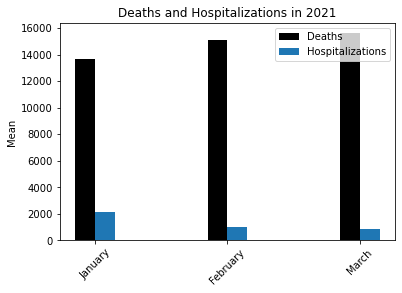 Deaths and Hospitalizations in 2021
Deaths
Hospitalizations
Mean
16000
14000
12000
10000
8000
6000
4000
2000
0
January
February
March